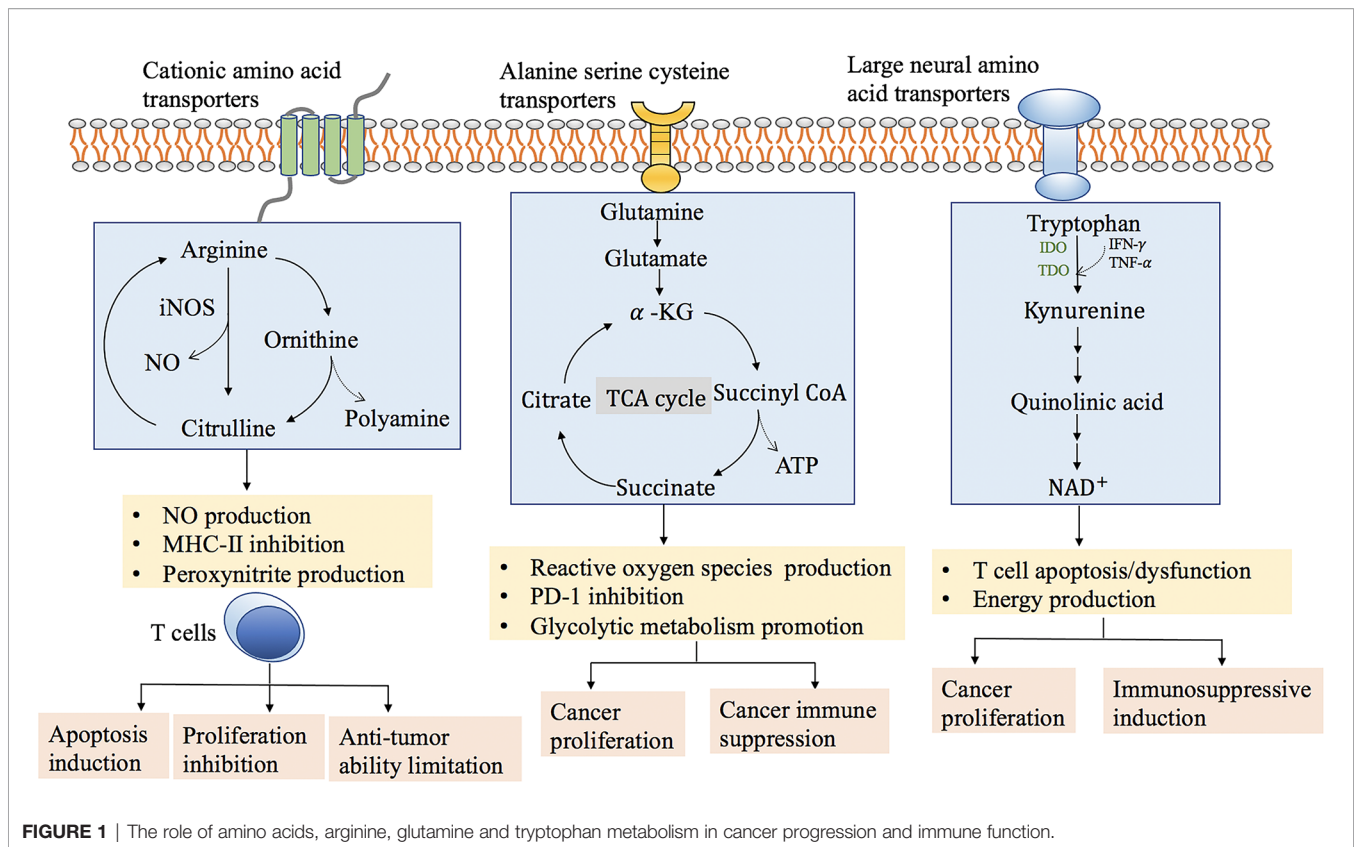 Cationic amino acid
transporters
Alanine serine cysteine
transporters
Large neural amino
acid transporters
Arginine
iNOS
NO
Ornithine
Polyamine
Citrulline
• NO production
• MHC-II inhibition
• Peroxynitrite production
T cells
Apoptosis
induction
Proliferation
inhibition
Anti-tumor
ability limitation
Glutamine
Glutamate
α -KG
Citrate
TCA cycle
Succinyl CoA
ATP
Succinate
• Reactive oxygen species production
• PD-1 inhibition
• Glycolytic metabolism promotion
Cancer
proliferation
Cancer immune
suppression
Tryptophan
IDO
TDO
IFN-γ
TNF-α
Kynurenine
Quinolinic acid
NAD⁺
• T cell apoptosis/dysfunction
• Energy production
Cancer
proliferation
Immunosuppressive
induction
FIGURE 1 | The role of amino acids, arginine, glutamine and tryptophan metabolism in cancer progression and immune function.